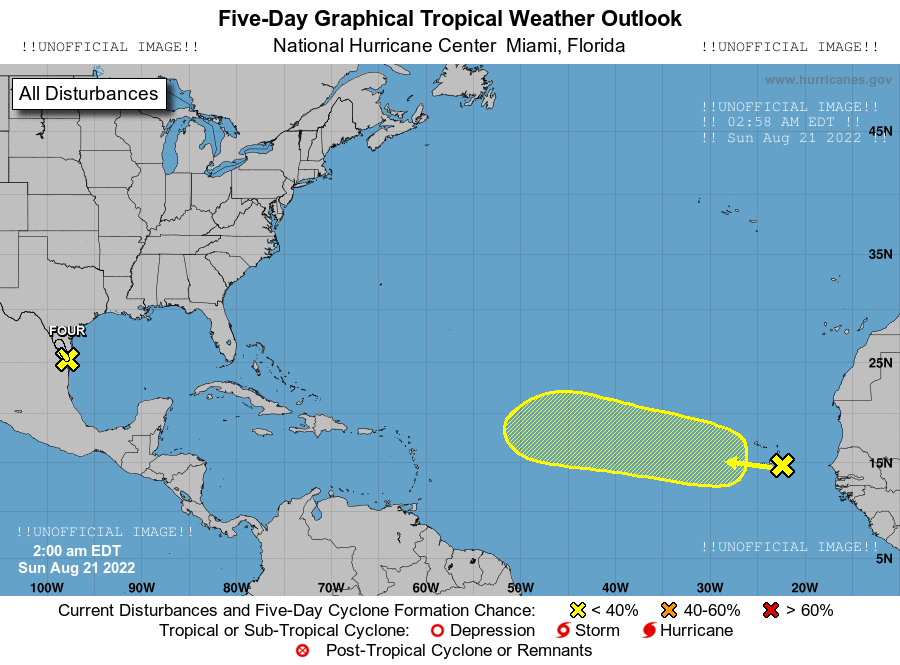 Five-Day Graphical Tropical Weather Outlook
!!UNOFFICIAL IMAGE!!
National Hurricane Center Miami, Florida
!!UNOFFICIAL IMAGE!!
www.hurricanes.gov
All Disturbances
!!UNOFFICIAL IMAGE!!
!! 02:58 AM EDT !!
!! Sun Aug 21 2022 !!
45N
35N
FOUR
25N
15N
!!UNOFFICIAL IMAGE!!
2:00 am EDT
Sun Aug 21 2022
!!UNOFFICIAL IMAGE!!
5N
100W 90W 80W 70W 60W 50W 40W 30W 20W
Current Disturbances and Five-Day Cyclone Formation Chance: < 40% 40-60% > 60%
Tropical or Sub-Tropical Cyclone: Depression Storm Hurricane
Post-Tropical Cyclone or Remnants